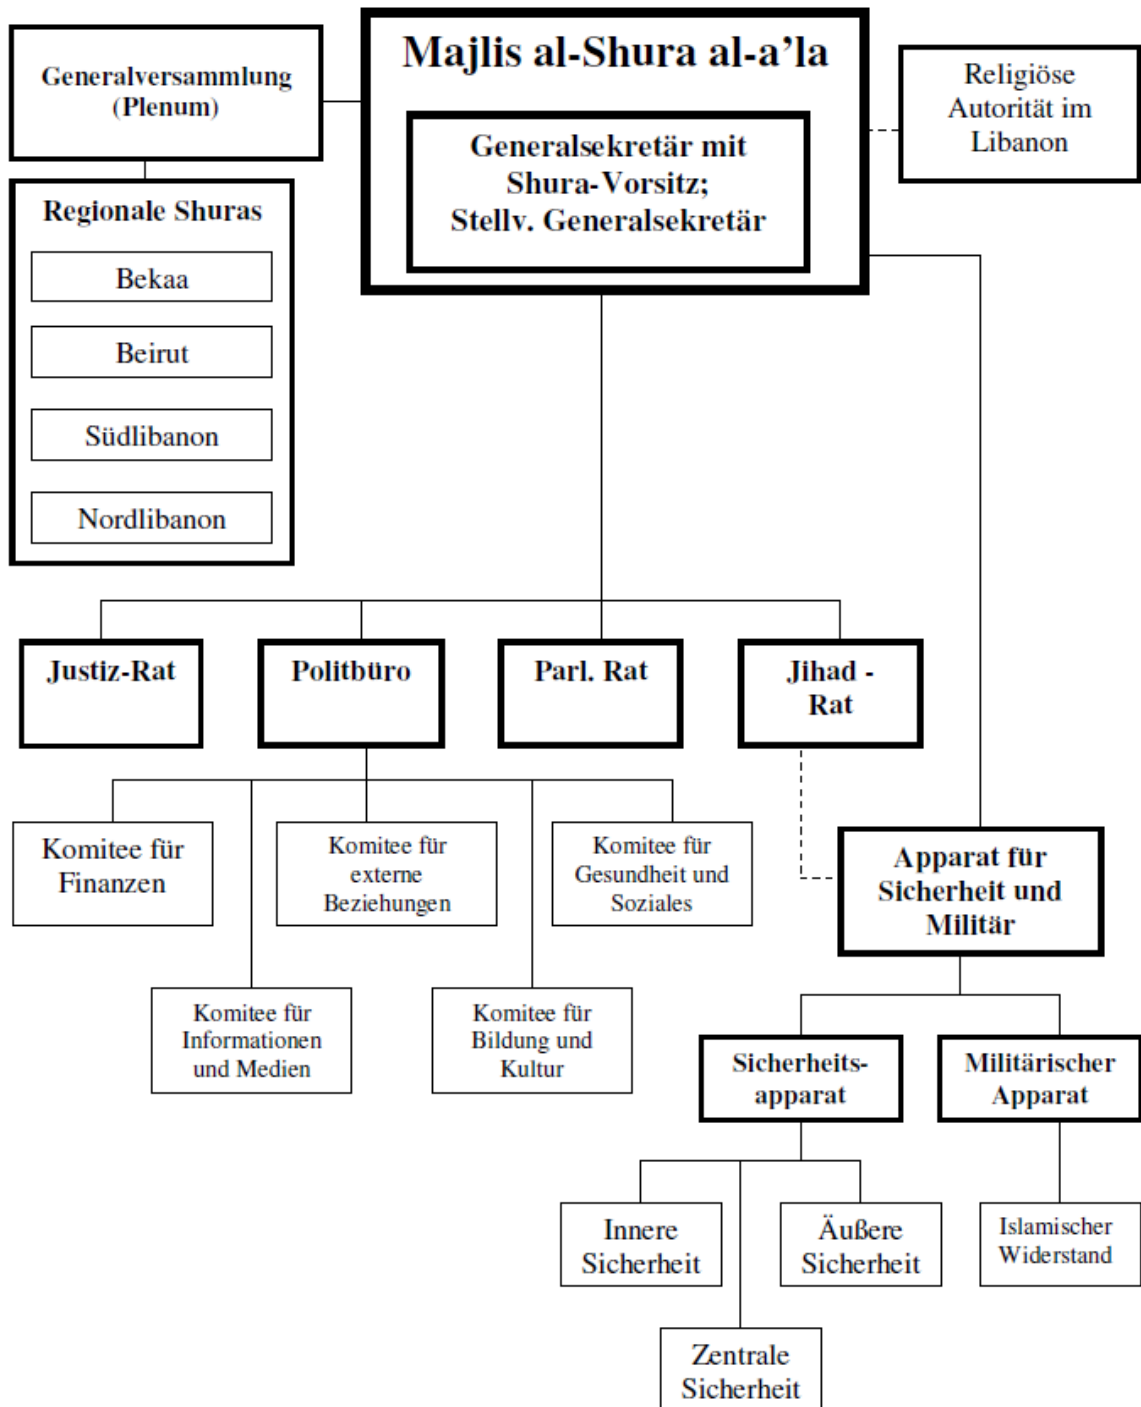 Majlis al-Shura al-a’la
Generalsekretär mit
Shura-Vorsitz;
Stellv. Generalsekretär
Generalversammlung
(Plenum)
Religiöse
Autorität im
Libanon
Regionale Shuras
Bekaa
Beirut
Südlibanon
Nordlibanon
Justiz-Rat
Politbüro
Parl. Rat
Jihad -
Rat
Komitee für
Finanzen
Komitee für
externe
Beziehungen
Komitee für
Gesundheit und
Soziales
Komitee für
Informationen
und Medien
Komitee für
Bildung und
Kultur
Apparat für
Sicherheit und
Militär
Sicherheits-
apparat
Militärischer
Apparat
Innere
Sicherheit
Äußere
Sicherheit
Islamischer
Widerstand
Zentrale
Sicherheit